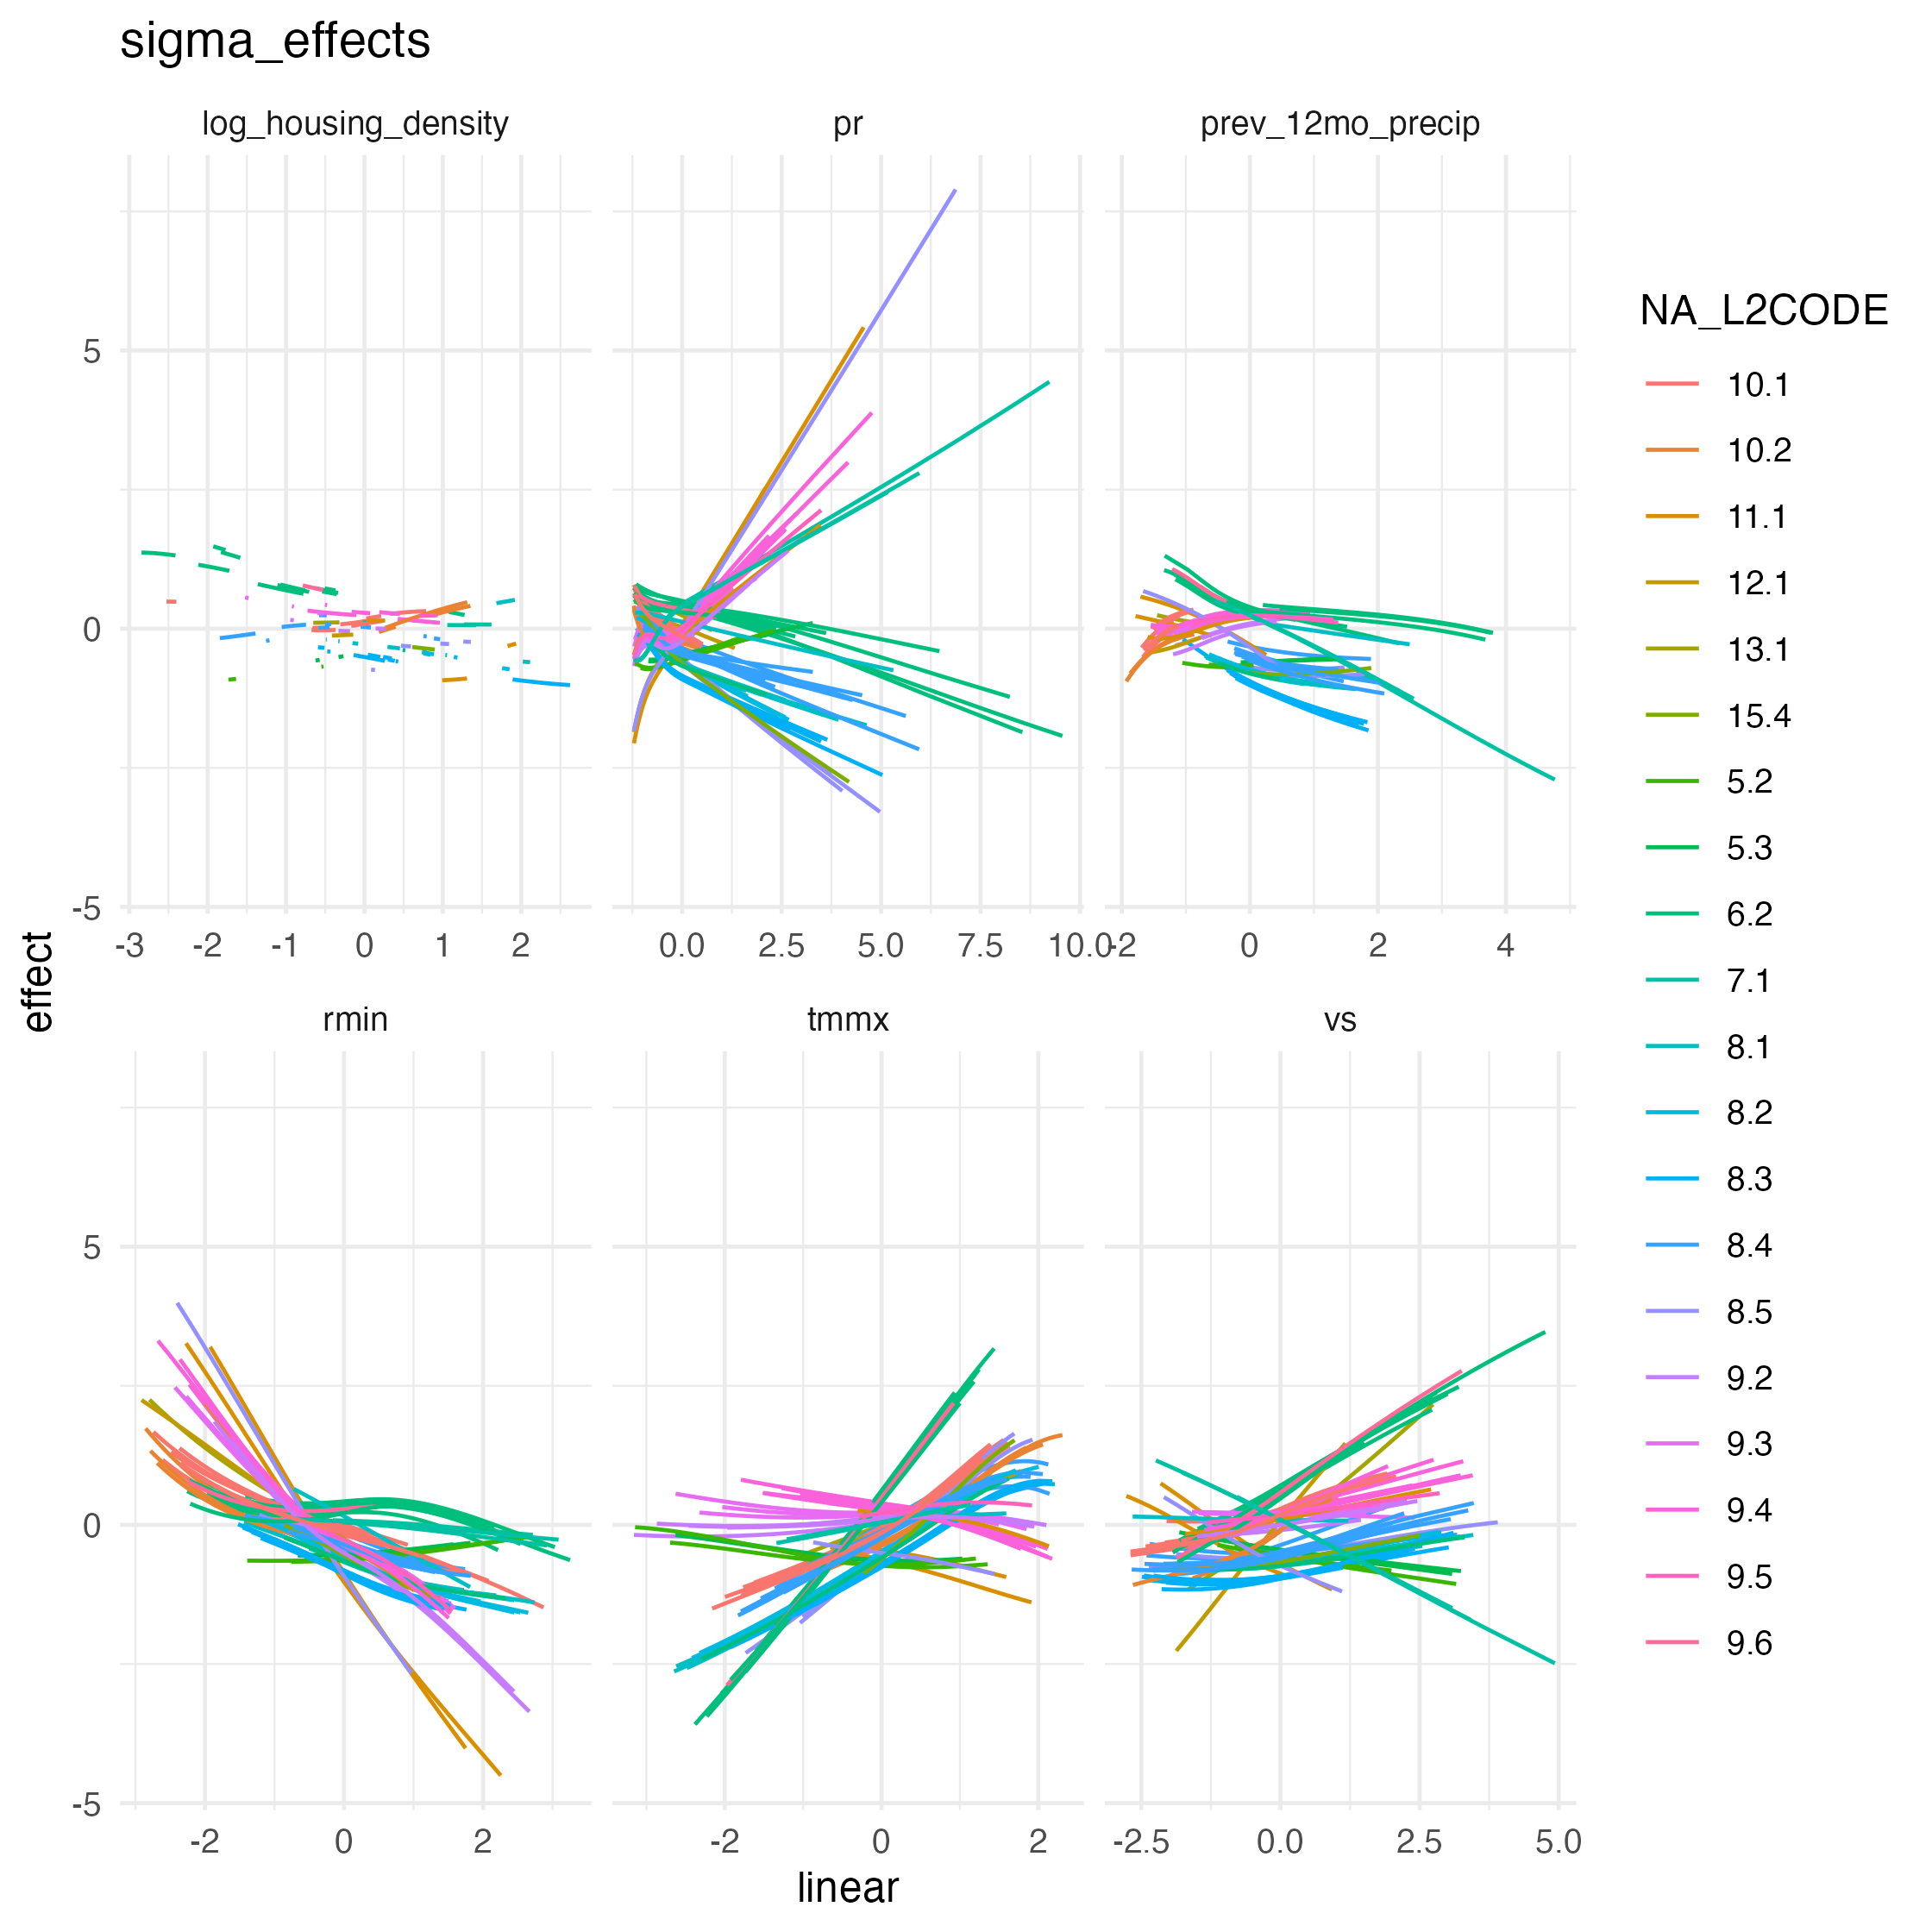 sigma_effects
log_housing_density
pr
prev_12mo_precip
5
0
-5
-3 -2 -1 0 1 2
0.0 2.5 5.0 7.5 10.0
-2 0 2 4
rmin
tmmx
vs
5
0
-5
-2 0 2
-2 0 2
-2.5 0.0 2.5 5.0
effect
linear
NA_L2CODE
10.1
10.2
11.1
12.1
13.1
15.4
5.2
5.3
6.2
7.1
8.1
8.2
8.3
8.4
8.5
9.2
9.3
9.4
9.5
9.6